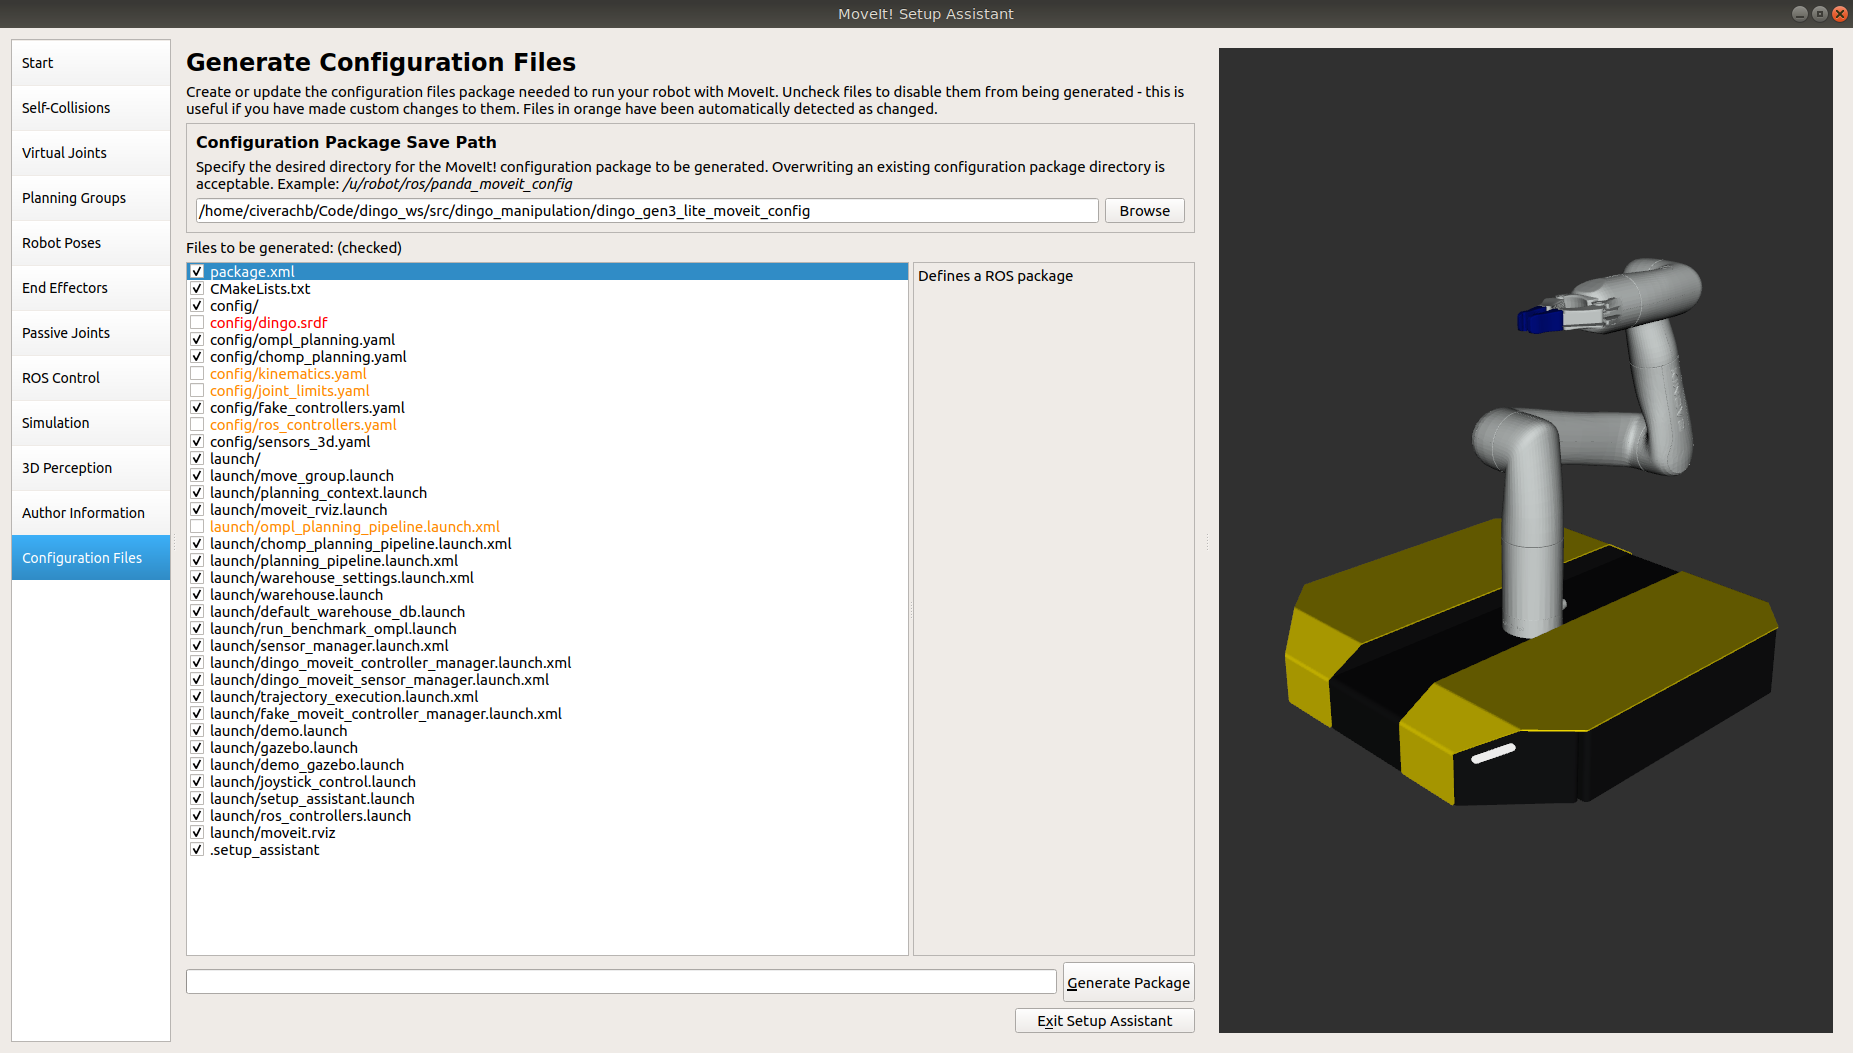 MoveIt! Setup Assistant
Start
Self-Collisions
Virtual Joints
Planning Groups
Robot Poses
End Effectors
Passive Joints
ROS Control
Simulation
3D Perception
Author Information
Configuration Files
Generate Configuration Files
Create or update the configuration files package needed to run your robot with MoveIt. Uncheck files to disable them from being generated - this is
useful if you have made custom changes to them. Files in orange have been automatically detected as changed.
Configuration Package Save Path
Specify the desired directory for the MoveIt! configuration package to be generated. Overwriting an existing configuration package directory is
acceptable. Example: /u/robot/ros/panda_moveit_config
/home/civerachb/Code/dingo_ws/src/dingo_manipulation/dingo_gen3_lite_moveit_config
Browse
Files to be generated: (checked)
package.xml
CMakeLists.txt
config/
config/dingo.srdf
config/ompl_planning.yaml
config/chomp_planning.yaml
config/kinematics.yaml
config/joint_limits.yaml
config/fake_controllers.yaml
config/ros_controllers.yaml
config/sensors_3d.yaml
launch/
launch/move_group.launch
launch/planning_context.launch
launch/moveit_rviz.launch
launch/ompl_planning_pipeline.launch.xml
launch/chomp_planning_pipeline.launch.xml
launch/planning_pipeline.launch.xml
launch/warehouse_settings.launch.xml
launch/warehouse.launch
launch/default_warehouse_db.launch
launch/run_benchmark_ompl.launch
launch/sensor_manager.launch.xml
launch/dingo_moveit_controller_manager.launch.xml
launch/dingo_moveit_sensor_manager.launch.xml
launch/trajectory_execution.launch.xml
launch/fake_moveit_controller_manager.launch.xml
launch/demo.launch
launch/gazebo.launch
launch/demo_gazebo.launch
launch/joystick_control.launch
launch/setup_assistant.launch
launch/ros_controllers.launch
launch/moveit.rviz
.setup_assistant
Defines a ROS package
Generate Package
Exit Setup Assistant